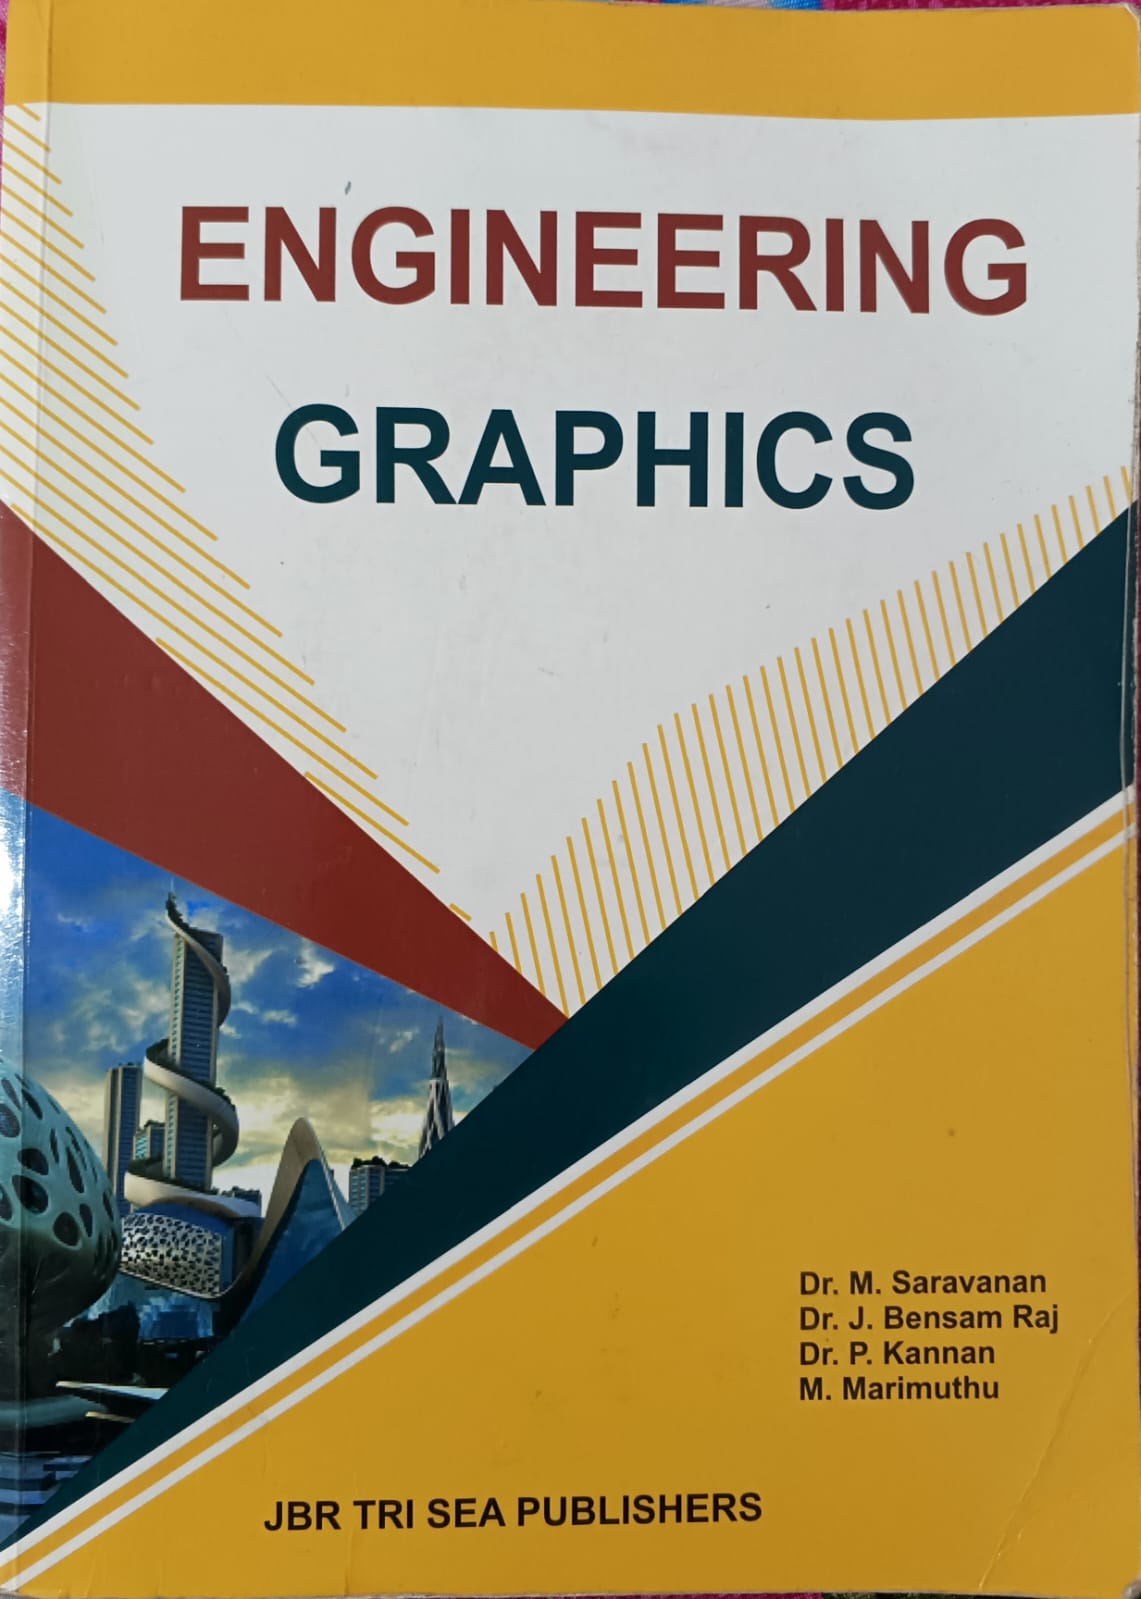 ENGINEERING
GRAPHICS
Dr. M. Saravanan
Dr. J. Bensam Raj
Dr. P. Kannan
M. Marimuthu
JBR TRI SEA PUBLISHERS